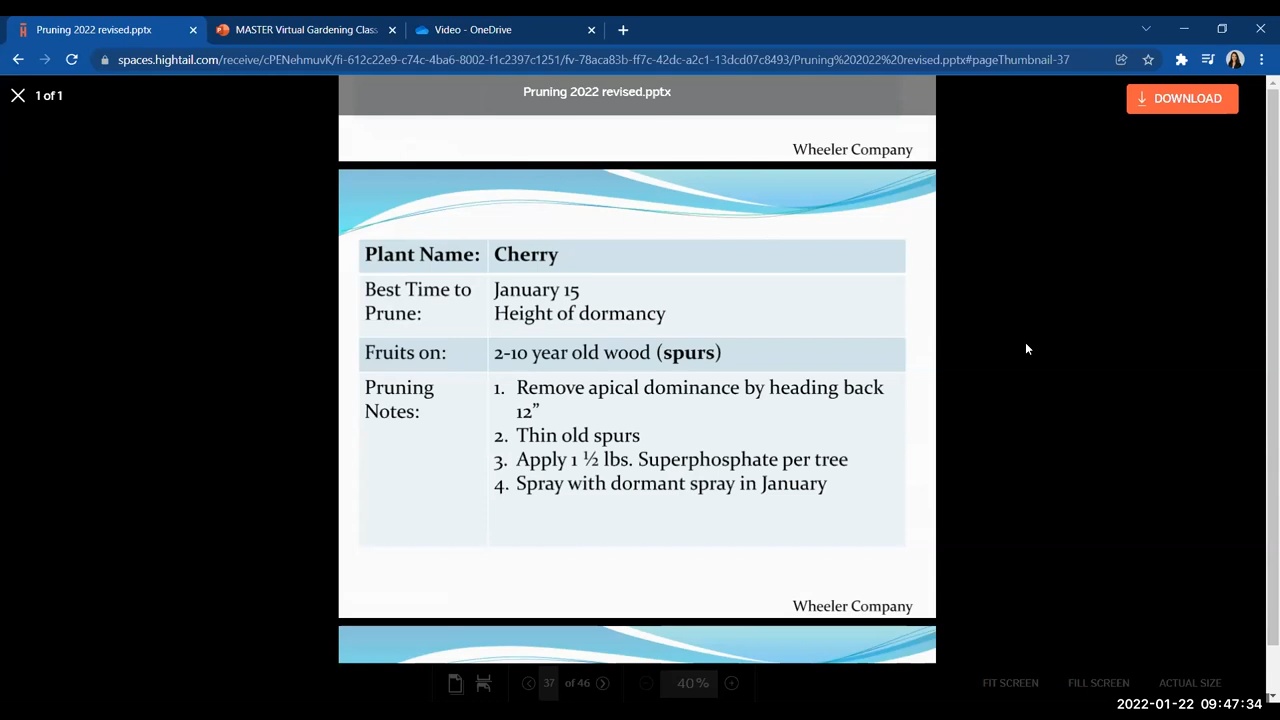 Pruning 2022 revised.pptx
MASTER Virtual Gardening Class
Video - OneDrive
spaces.hightail.com/receive/cPENehmuvK/fi-612c22e9-c74c-4ba6-8002-f1c2397c1251/fv-78aca83b-ff7c-42dc-a2c1-13dcd07c8493/Pruning%202022%20revised.pptx#pageThumbnail-37
1 of 1
Pruning 2022 revised.pptx
DOWNLOAD
Wheeler Company
Plant Name: Cherry
Best Time to Prune: January 15
Height of dormancy
Fruits on: 2-10 year old wood (spurs)
Pruning Notes:
1. Remove apical dominance by heading back
12”
2. Thin old spurs
3. Apply 1 ½ lbs. Superphosphate per tree
4. Spray with dormant spray in January
Wheeler Company
37 of 46
40 %
FIT SCREEN
FILL SCREEN
ACTUAL SIZE
2022-01-22 09:47:34